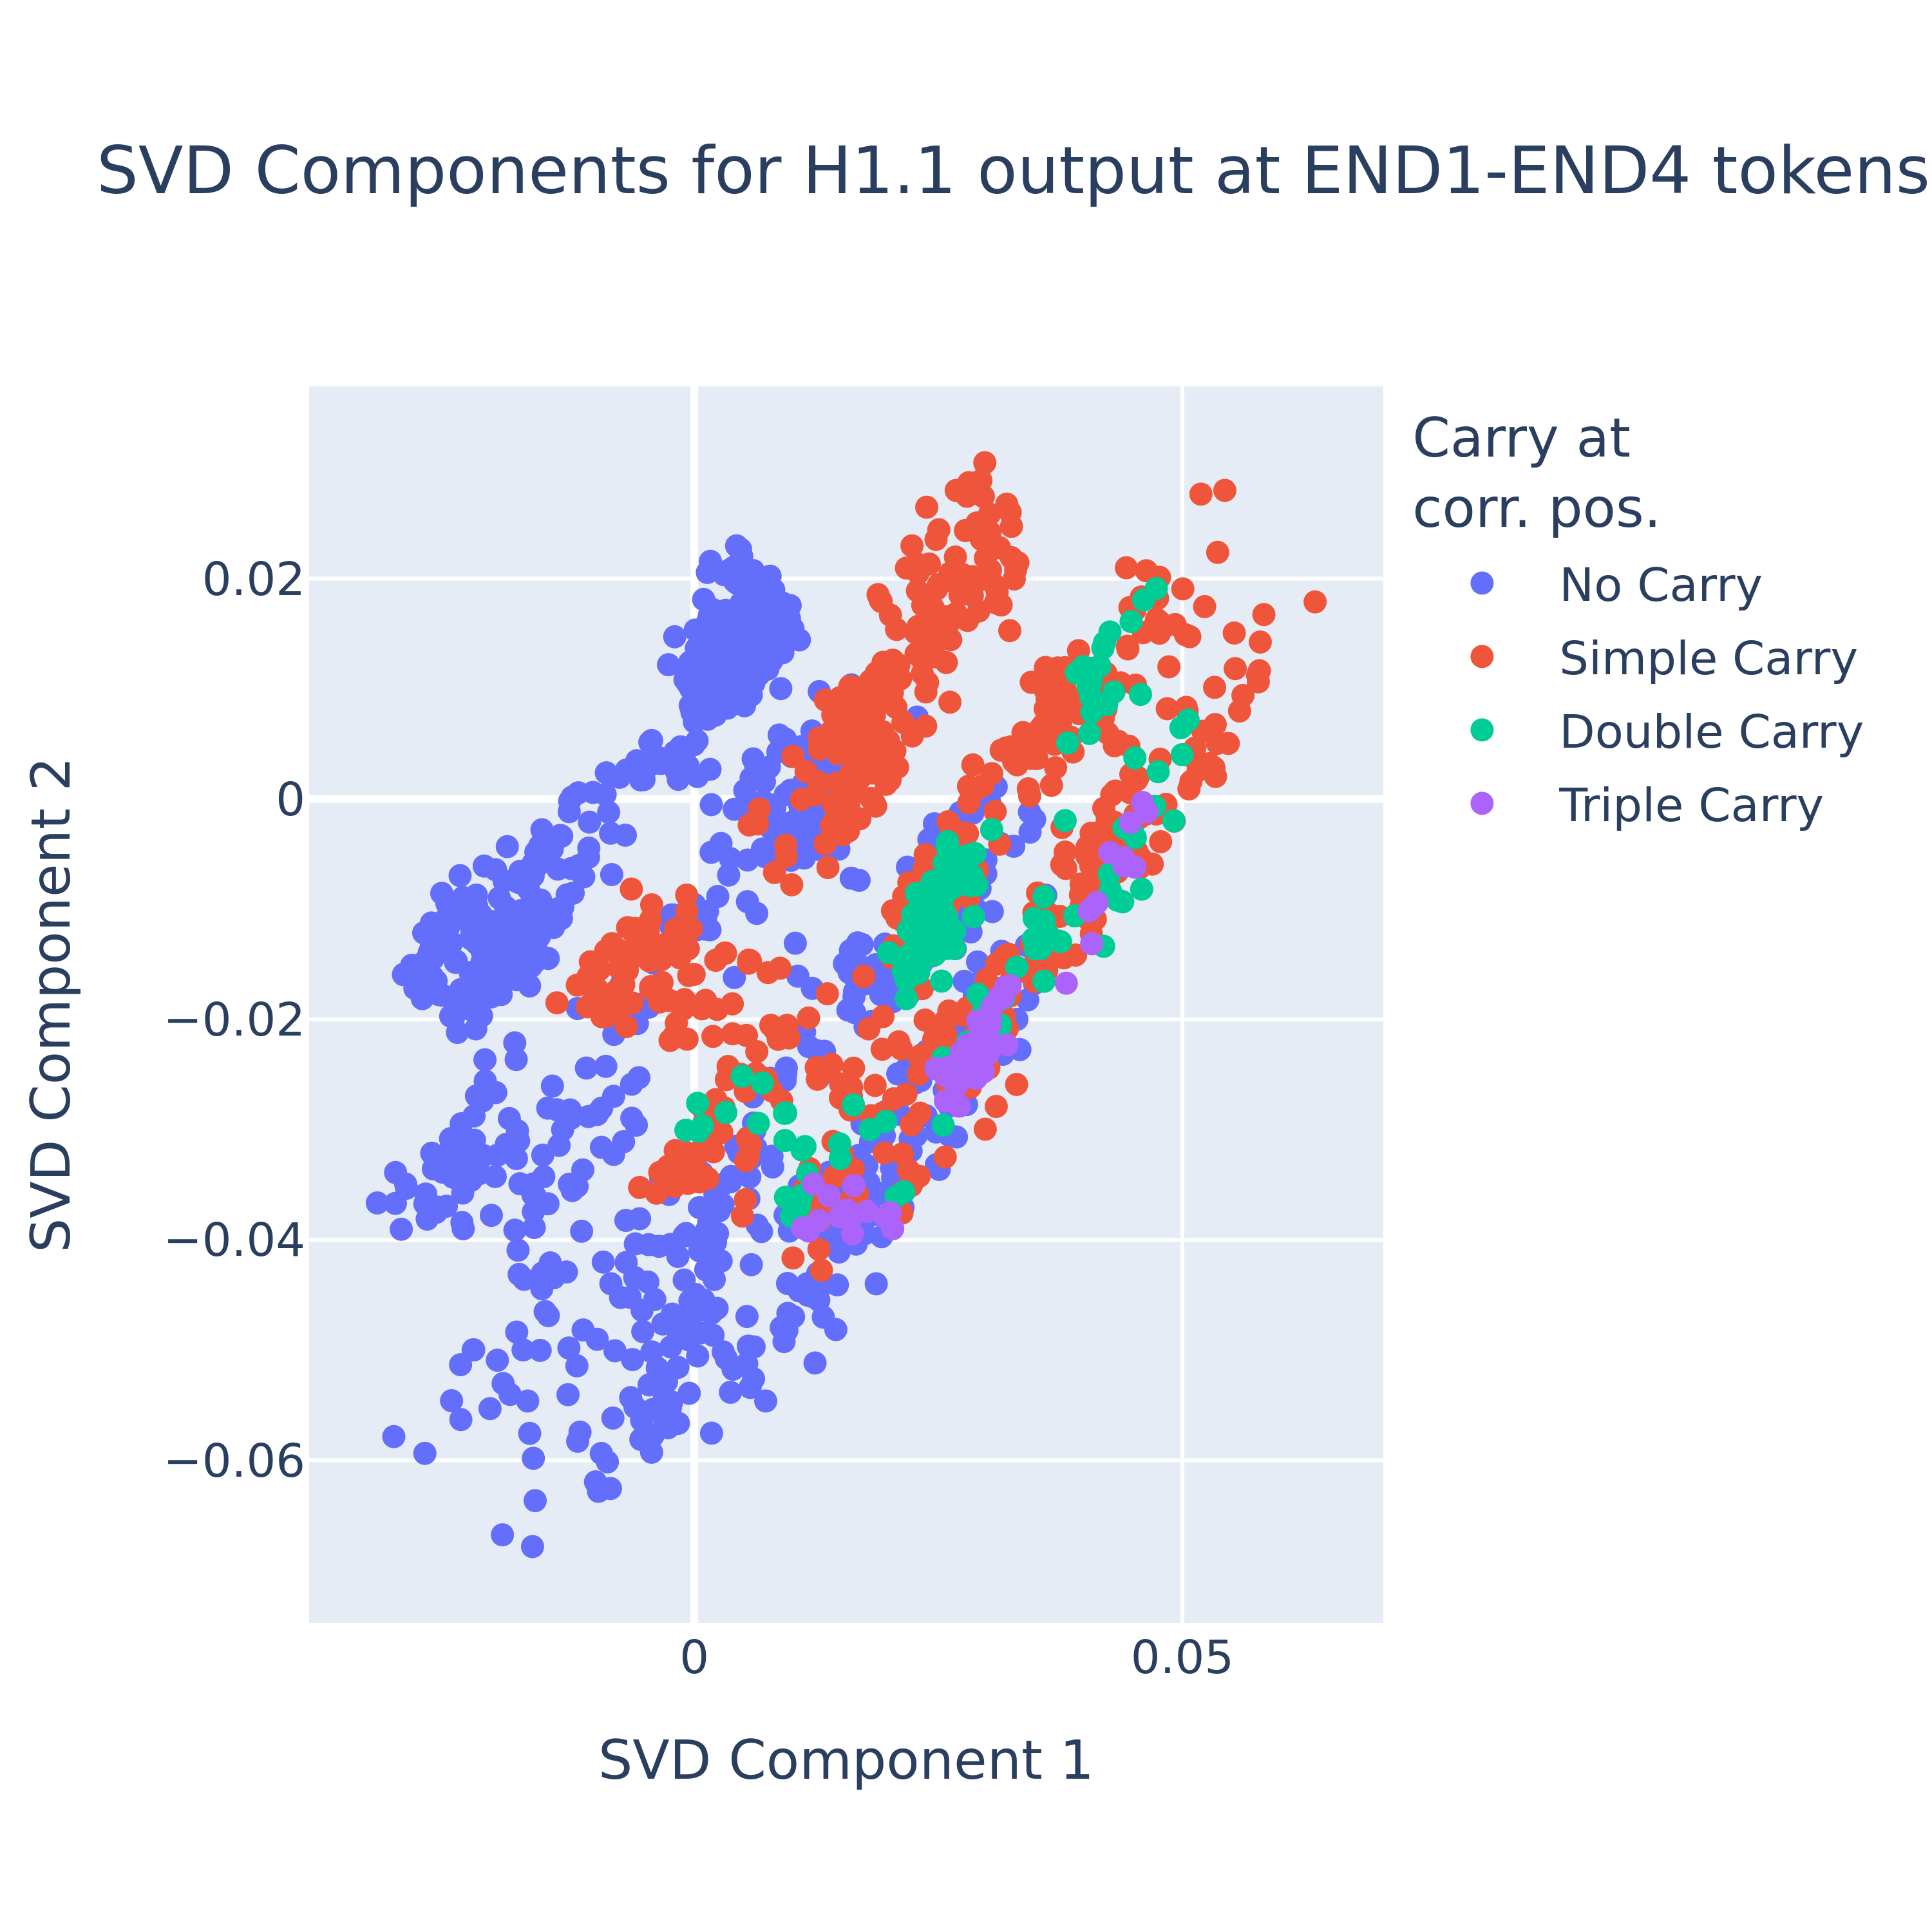 SVD Components for H1.1 output at END1-END4 tokens
Carry at
corr. pos.
No Carry
Simple Carry
Double Carry
Triple Carry
SVD Component 2
0.02
0
−0.02
−0.04
−0.06
0
0.05
SVD Component 1